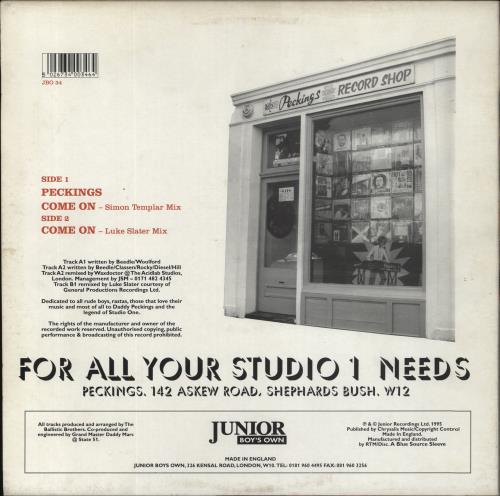 8026734003464
JBO 34
Peckings RECORD SHOP
SIDE 1
PECKINGS
COME ON – Simon Templar Mix
SIDE 2
COME ON – Luke Slater Mix
Track A1 written by Beedle/Woolford
Track A2 written by Beedle/Classen/Rocky/Diesel/Hill
Track A2 remixed by Waxdoctor @ The Acidlab Studios,
London. Management by JSM – 0171 482 4345
Track B1 remixed by Luke Slater courtesy of
General Productions Recordings Ltd.
Dedicated to all rude boys, rastas, those that love their
music and most of all to Daddy Peckings and the
legend of Studio One.
The rights of the manufacturer and owner of the
recorded work reserved. Unauthorised copying, public
performance & broadcasting of this record prohibited.
FOR ALL YOUR STUDIO 1 NEEDS
PECKINGS. 142 ASKEW ROAD. SHEPHARDS BUSH. W12
All tracks produced and arranged by The
Ballistic Brothers. Co-produced and
engineered by Grand Master Daddy Mars
@ State 51.
JUNIOR
BOY'S OWN
℗ & © Junior Recordings Ltd. 1995
Published by Chrysalis Music/Copyright Control
Made In England.
Manufactured and distributed
by RTM/Disc. A Blue Source Sleeve
MADE IN ENGLAND
JUNIOR BOY'S OWN, 326 KENSAL ROAD, LONDON, W10. TEL: 0181 960 4495 FAX: 081 960 3256